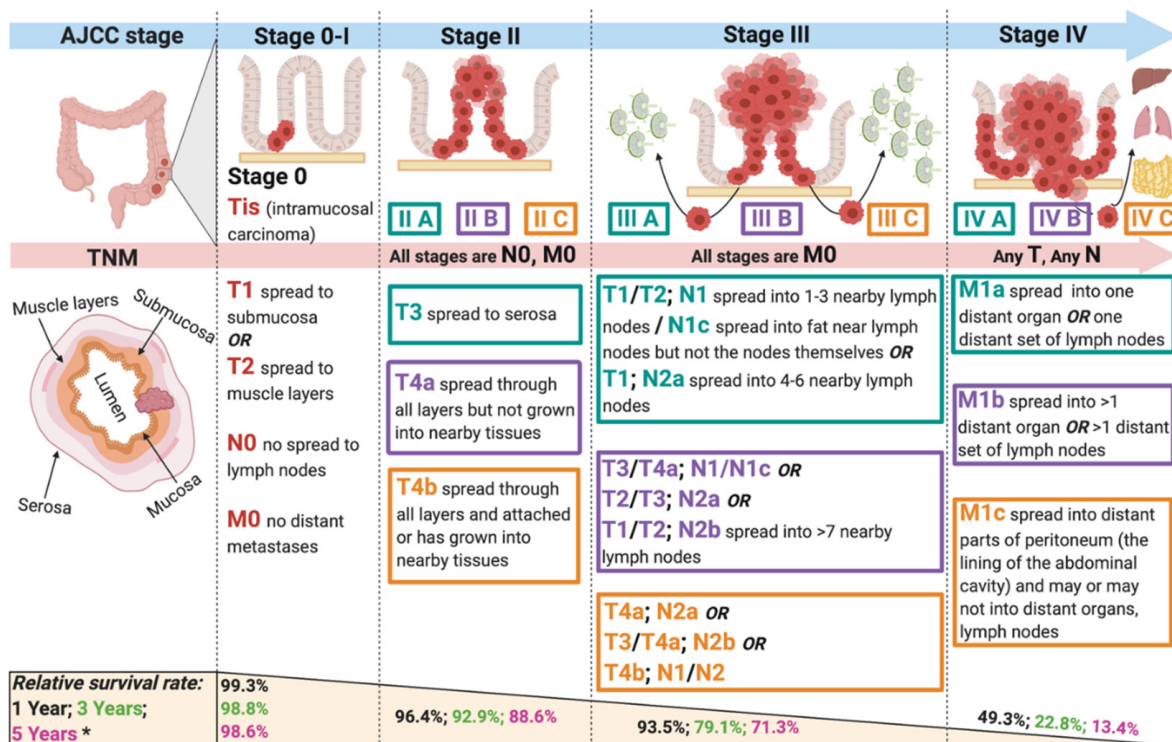 AJCC stage
Stage 0-I
Stage II
Stage III
Stage IV
Stage 0
Tis (intramucosal
carcinoma)
II A
II B
II C
III A
III B
III C
IV A
IV B
IV C
TNM
All stages are N0, M0
All stages are M0
Any T, Any N
Muscle layers
Submucosa
Lumen
Serosa
Mucosa
T1 spread to
submucosa
OR
T2 spread to
muscle layers
N0 no spread to
lymph nodes
M0 no distant
metastases
T3 spread to serosa
T4a spread through
all layers but not grown
into nearby tissues
T4b spread through
all layers and attached
or has grown into
nearby tissues
T1/T2; N1 spread into 1-3 nearby lymph
nodes / N1c spread into fat near lymph
nodes but not the nodes themselves OR
T1; N2a spread into 4-6 nearby lymph
nodes
T3/T4a; N1/N1c OR
T2/T3; N2a OR
T1/T2; N2b spread into >7 nearby
lymph nodes
T4a; N2a OR
T3/T4a; N2b OR
T4b; N1/N2
M1a spread into one
distant organ OR one
distant set of lymph nodes
M1b spread into >1
distant organ OR >1 distant
set of lymph nodes
M1c spread into distant
parts of peritoneum (the
lining of the abdominal
cavity) and may or may
not into distant organs,
lymph nodes
Relative survival rate:
1 Year; 3 Years;
5 Years *
99.3%
98.8%
98.6%
96.4%; 92.9%; 88.6%
93.5%; 79.1%; 71.3%
49.3%; 22.8%; 13.4%